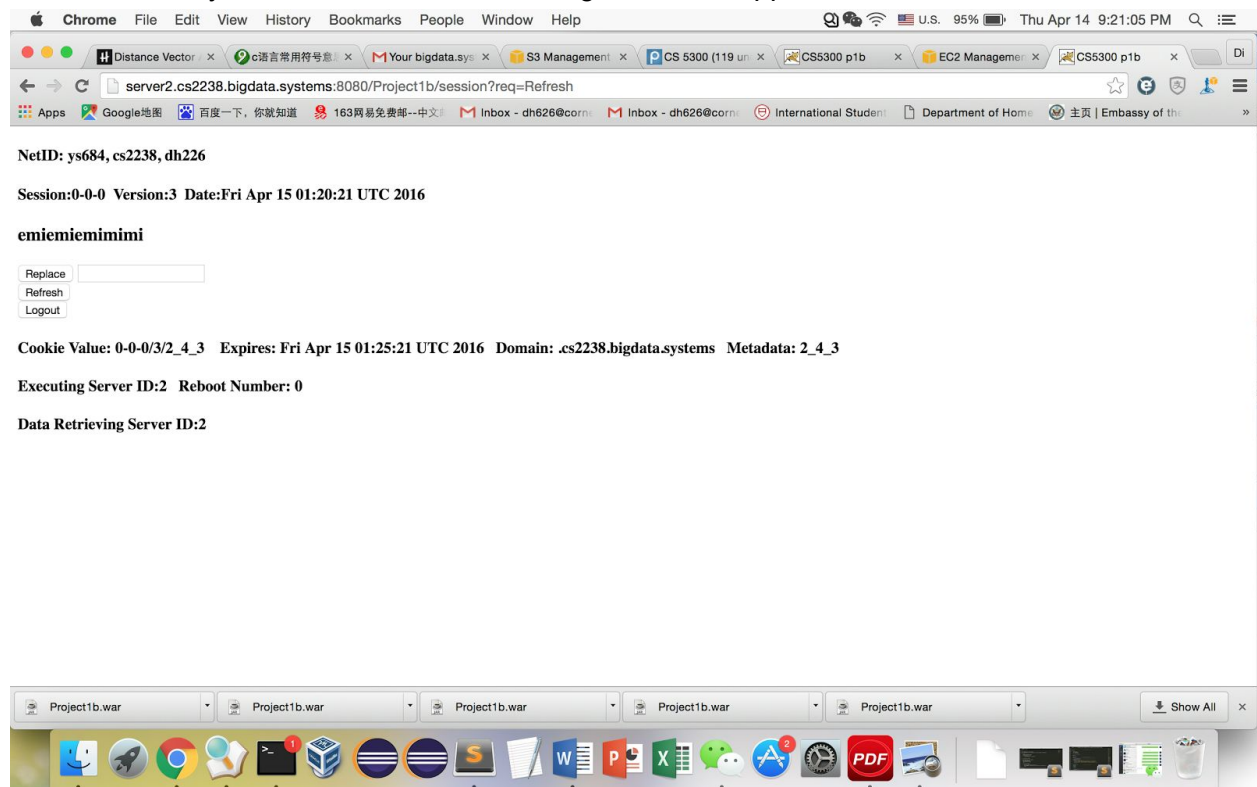 Chrome File Edit View History Bookmarks People Window Help U.S. 95% Thu Apr 14 9:21:05 PM
Distance Vector c语言常用符号意 Your bigdata.sys S3 Management CS 5300 (119 un CS5300 p1b EC2 Managemen CS5300 p1b Di
server2.cs2238.bigdata.systems:8080/Project1b/session?req=Refresh
Apps Google地图 百度一下，你就知道 163网易免费邮--中文 Inbox - dh626@corne Inbox - dh626@corne International Student Department of Home 主页 | Embassy of the »
NetID: ys684, cs2238, dh226
Session:0-0-0 Version:3 Date:Fri Apr 15 01:20:21 UTC 2016
emiemiemimimi
Replace
Refresh
Logout
Cookie Value: 0-0-0/3/2_4_3 Expires: Fri Apr 15 01:25:21 UTC 2016 Domain: .cs2238.bigdata.systems Metadata: 2_4_3
Executing Server ID:2 Reboot Number: 0
Data Retrieving Server ID:2
Project1b.war Project1b.war Project1b.war Project1b.war Project1b.war Show All
1 2 PDF